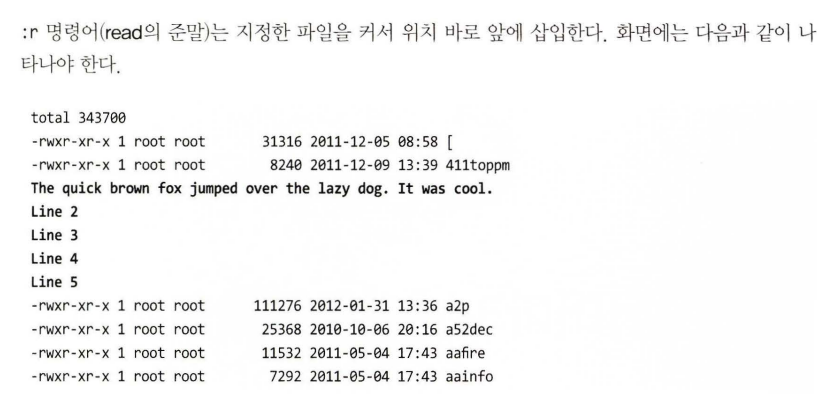 :r 명령어(read의 준말)는 지정한 파일을 커서 위치 바로 앞에 삽입한다. 화면에는 다음과 같이 나
타나야 한다.
total 343700
-rwxr-xr-x 1 root root 31316 2011-12-05 08:58 [
-rwxr-xr-x 1 root root 8240 2011-12-09 13:39 411toppm
The quick brown fox jumped over the lazy dog. It was cool.
Line 2
Line 3
Line 4
Line 5
-rwxr-xr-x 1 root root 111276 2012-01-31 13:36 a2p
-rwxr-xr-x 1 root root 25368 2010-10-06 20:16 a52dec
-rwxr-xr-x 1 root root 11532 2011-05-04 17:43 aafire
-rwxr-xr-x 1 root root 7292 2011-05-04 17:43 aainfo